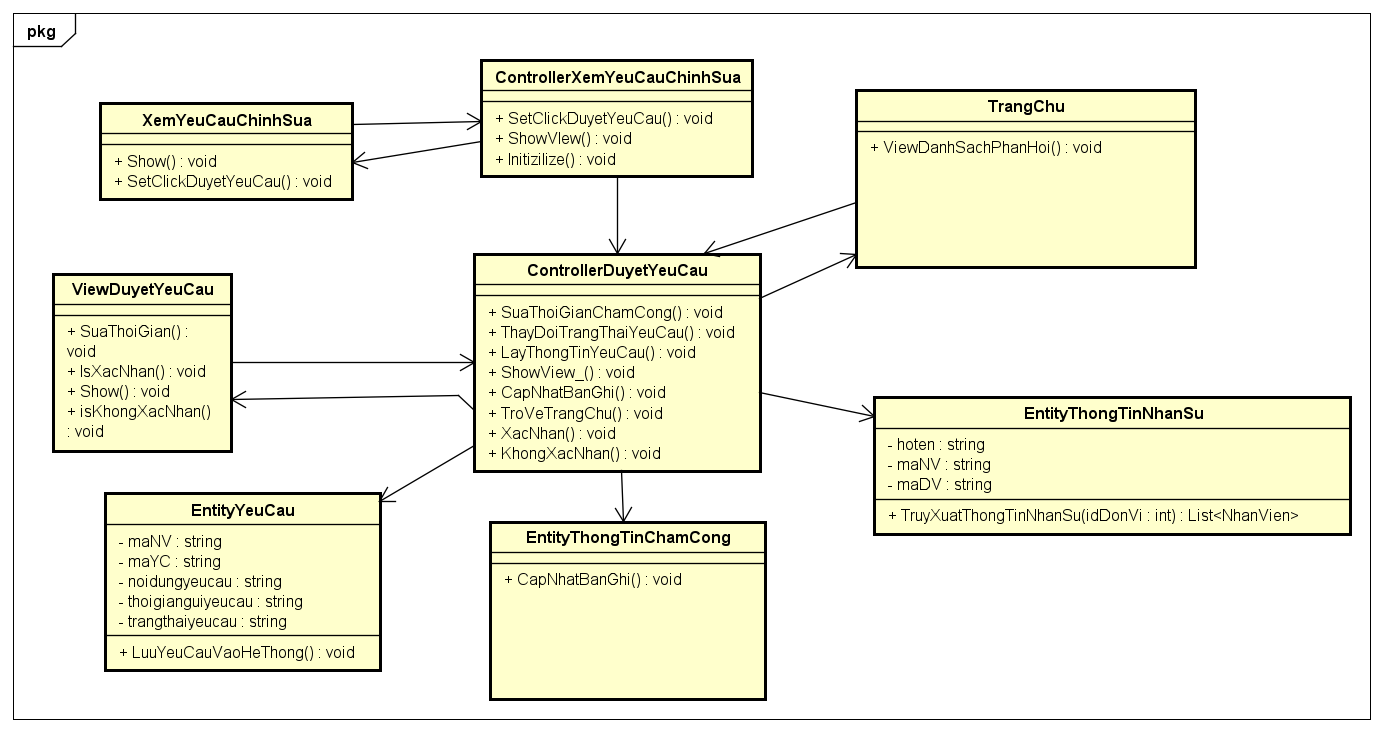 pkg
ControllerXemYeuCauChinhSua
+ SetClickDuyetYeuCau() : void
+ ShowVIew() : void
+ Initizilize() : void
XemYeuCauChinhSua
+ Show() : void
+ SetClickDuyetYeuCau() : void
TrangChu
+ ViewDanhSachPhanHoi() : void
ControllerDuyetYeuCau
+ SuaThoiGianChamCong() : void
+ ThayDoiTrangThaiYeuCau() : void
+ LayThongTinYeuCau() : void
+ ShowView_() : void
+ CapNhatBanGhi() : void
+ TroVeTrangChu() : void
+ XacNhan() : void
+ KhongXacNhan() : void
ViewDuyetYeuCau
+ SuaThoiGian() :
void
+ IsXacNhan() : void
+ Show() : void
+ isKhongXacNhan()
: void
EntityThongTinNhanSu
- hoten : string
- maNV : string
- maDV : string
+ TruyXuatThongTinNhanSu(idDonVi : int) : List<NhanVien>
EntityYeuCau
- maNV : string
- maYC : string
- noidungyeucau : string
- thoigianguiyeucau : string
- trangthaiyeucau : string
+ LuuYeuCauVaoHeThong() : void
EntityThongTinChamCong
+ CapNhatBanGhi() : void